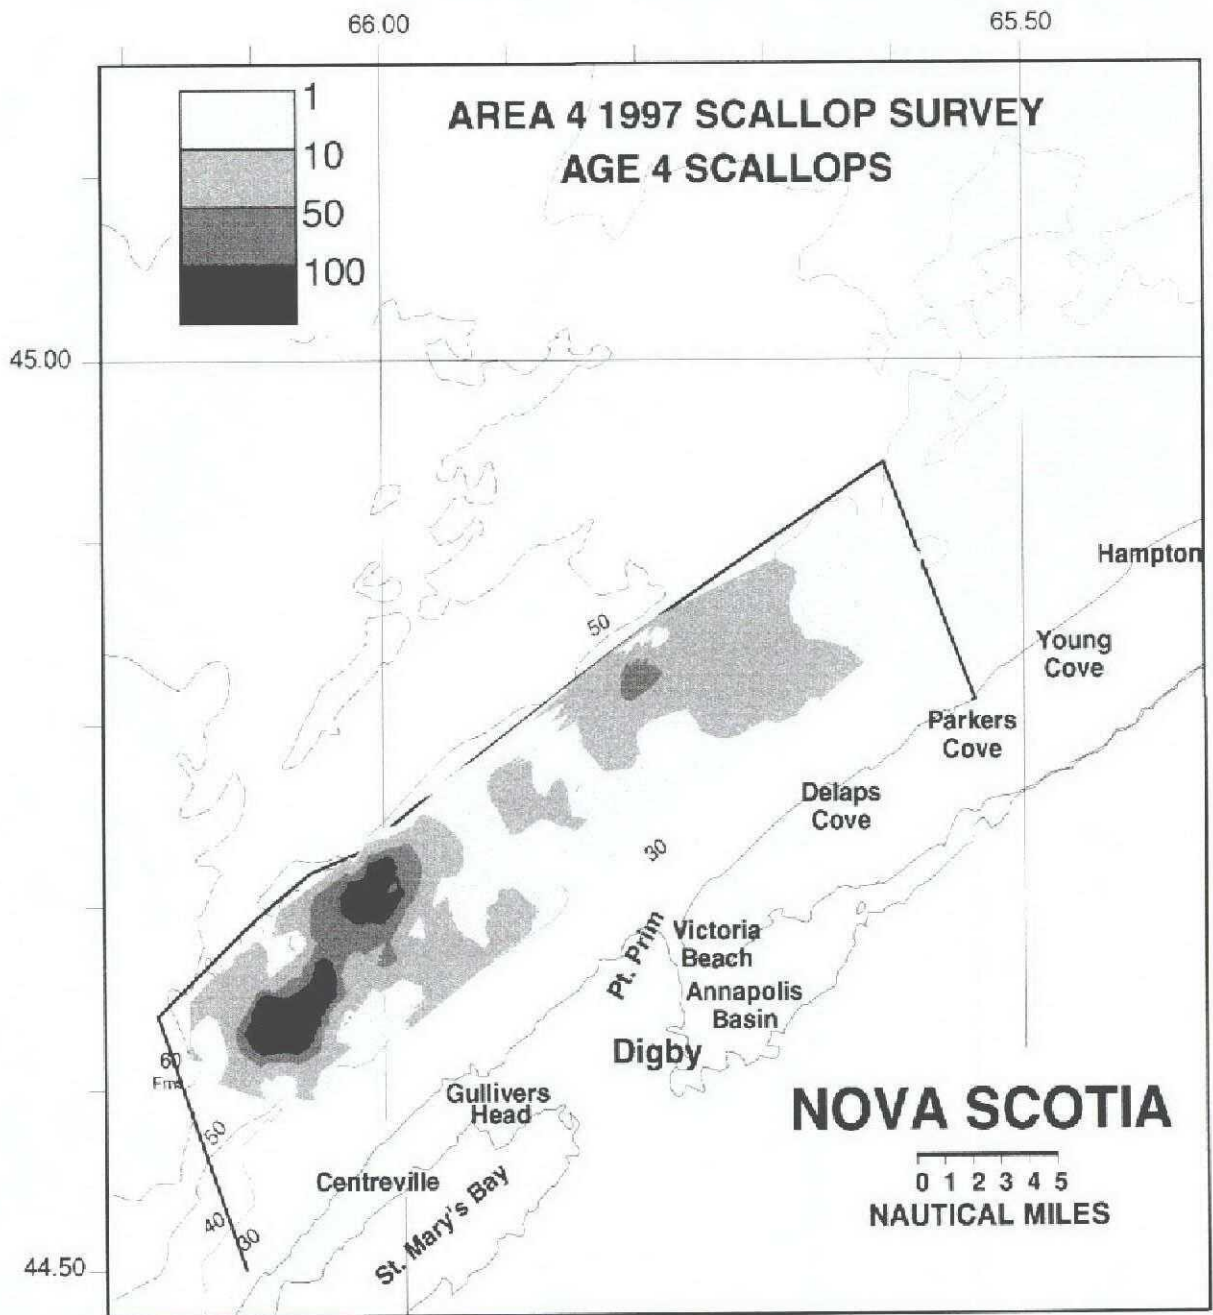 66.00
65.50
1
10
50
100
AREA 4 1997 SCALLOP SURVEY
AGE 4 SCALLOPS
45.00
Hampton
50
Young
Cove
Parkers
Cove
Delaps
Cove
30
Pt. Prim
Victoria
Beach
Annapolis
Basin
Digby
60
Fm
Gullivers
Head
NOVA SCOTIA
50
Centreville
St. Mary's Bay
0 1 2 3 4 5
NAUTICAL MILES
40
30
44.50